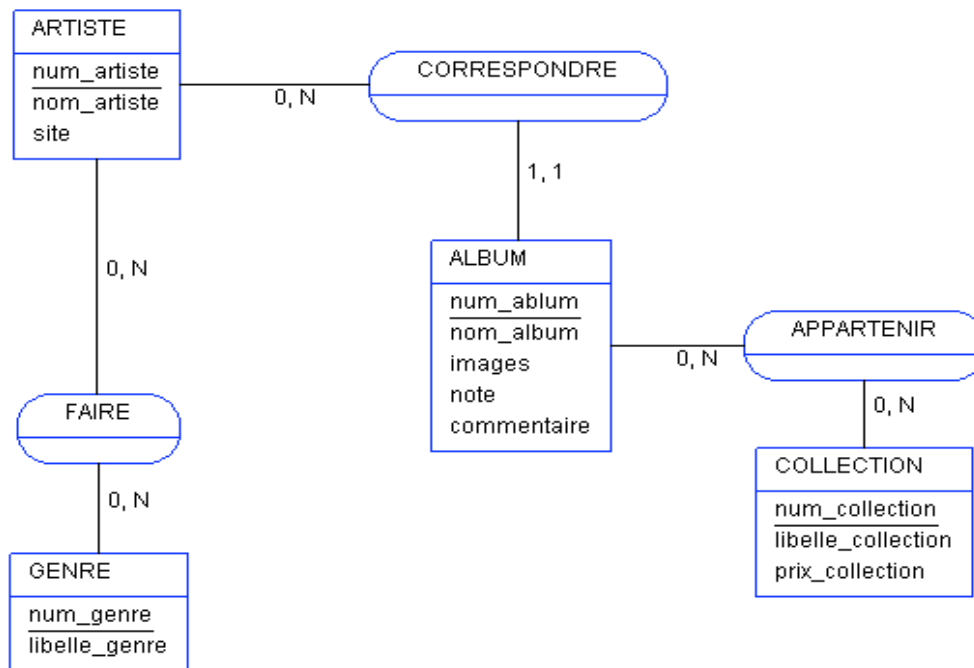 ARTISTE
num_artiste
nom_artiste
site
0, N
CORRESPONDRE
1, 1
0, N
ALBUM
num_ablum
nom_album
images
note
commentaire
0, N
APPARTENIR
0, N
FAIRE
0, N
COLLECTION
num_collection
libelle_collection
prix_collection
GENRE
num_genre
libelle_genre